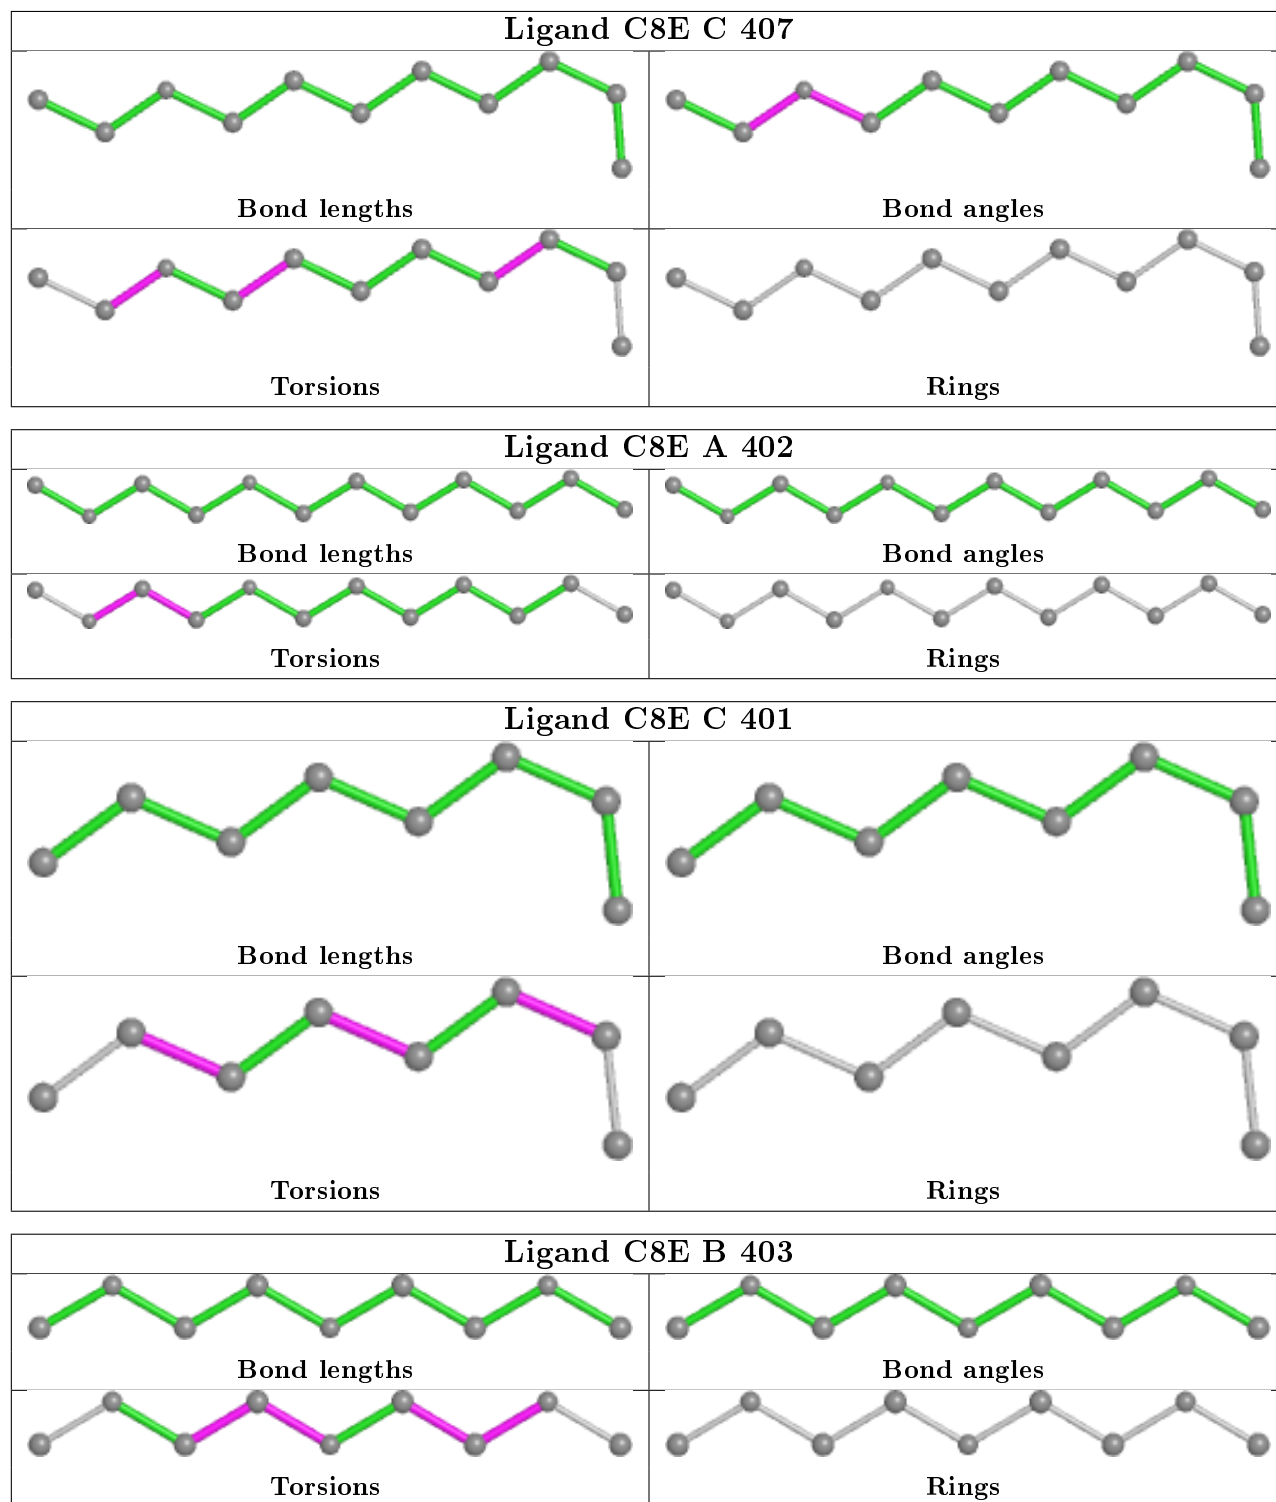 Ligand C8E C 407
Bond lengths
Bond angles
Torsions
Rings
Ligand C8E A 402
Bond lengths
Bond angles
Torsions
Rings
Ligand C8E C 401
Bond lengths
Bond angles
Torsions
Rings
Ligand C8E B 403
Bond lengths
Bond angles
Torsions
Rings